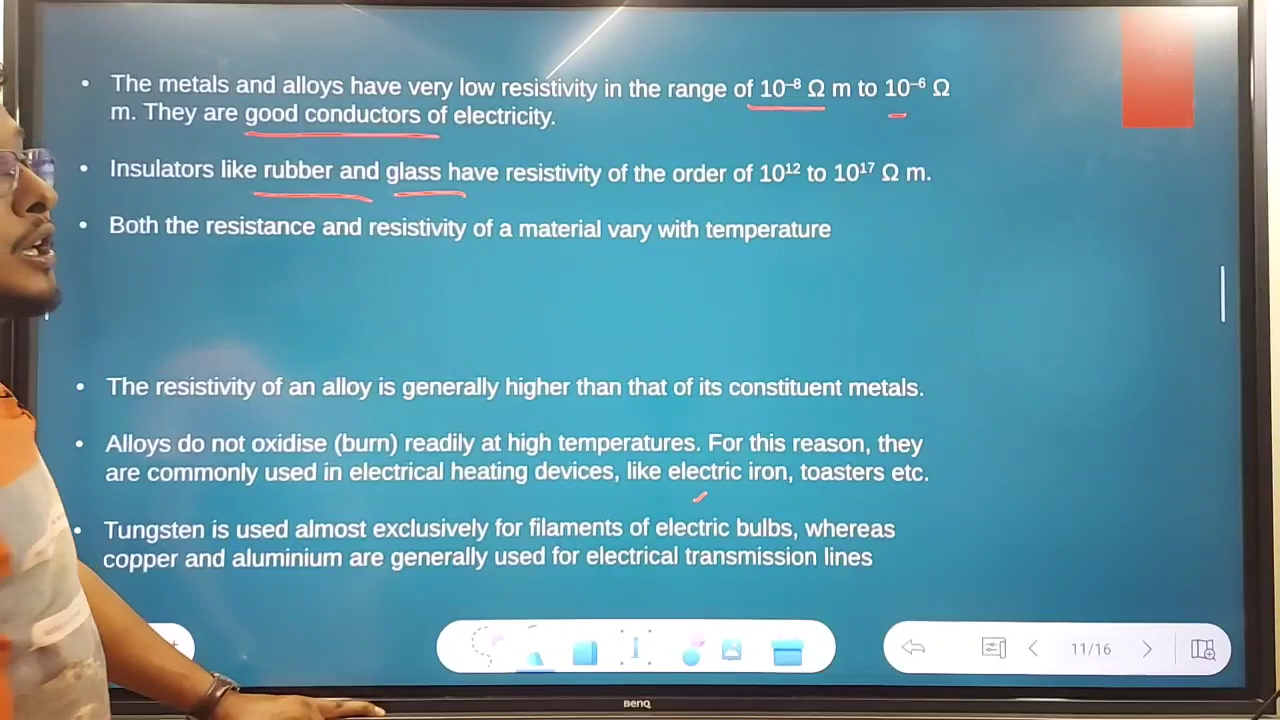 • The metals and alloys have very low resistivity in the range of 10⁻⁸ Ω m to 10⁻⁶ Ω
m. They are good conductors of electricity.
• Insulators like rubber and glass have resistivity of the order of 10¹² to 10¹⁷ Ω m.
• Both the resistance and resistivity of a material vary with temperature
• The resistivity of an alloy is generally higher than that of its constituent metals.
• Alloys do not oxidise (burn) readily at high temperatures. For this reason, they
are commonly used in electrical heating devices, like electric iron, toasters etc.
• Tungsten is used almost exclusively for filaments of electric bulbs, whereas
copper and aluminium are generally used for electrical transmission lines
11/16
BenQ